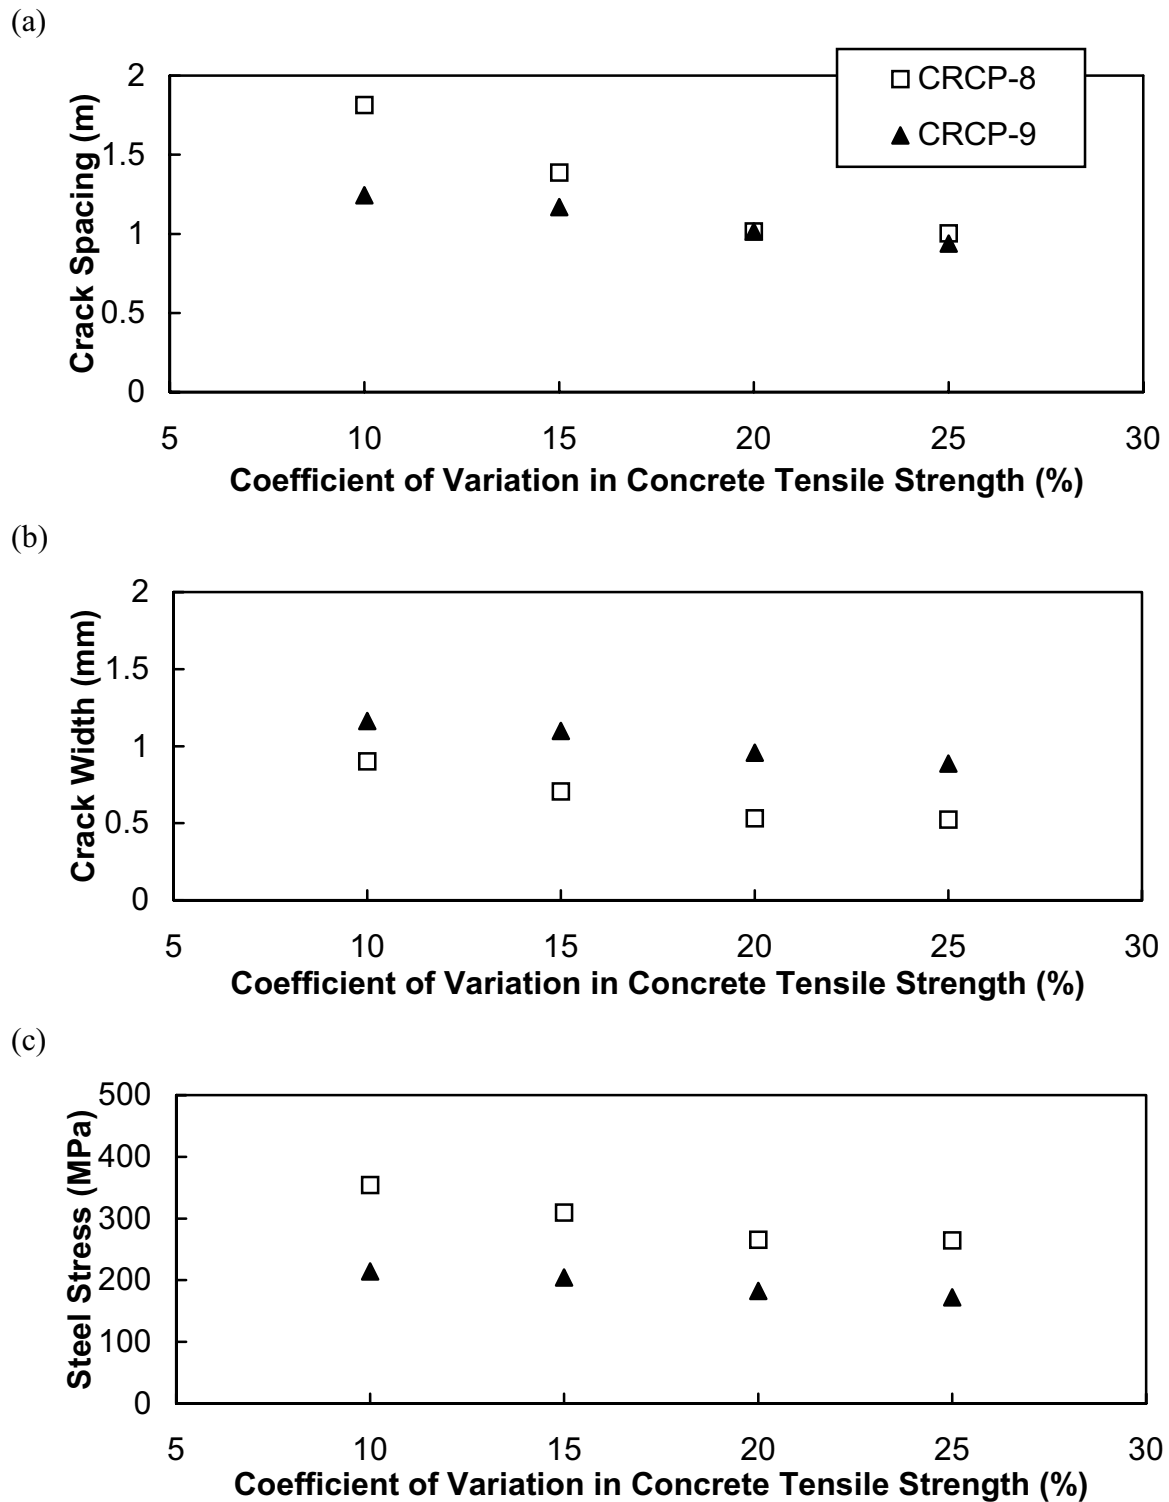 (a)
CRCP-8
CRCP-9
Crack Spacing (m)
2
1.5
1
0.5
0
5 10 15 20 25 30
Coefficient of Variation in Concrete Tensile Strength (%)
(b)
Crack Width (mm)
2
1.5
1
0.5
0
5 10 15 20 25 30
Coefficient of Variation in Concrete Tensile Strength (%)
(c)
Steel Stress (MPa)
500
400
300
200
100
0
5 10 15 20 25 30
Coefficient of Variation in Concrete Tensile Strength (%)